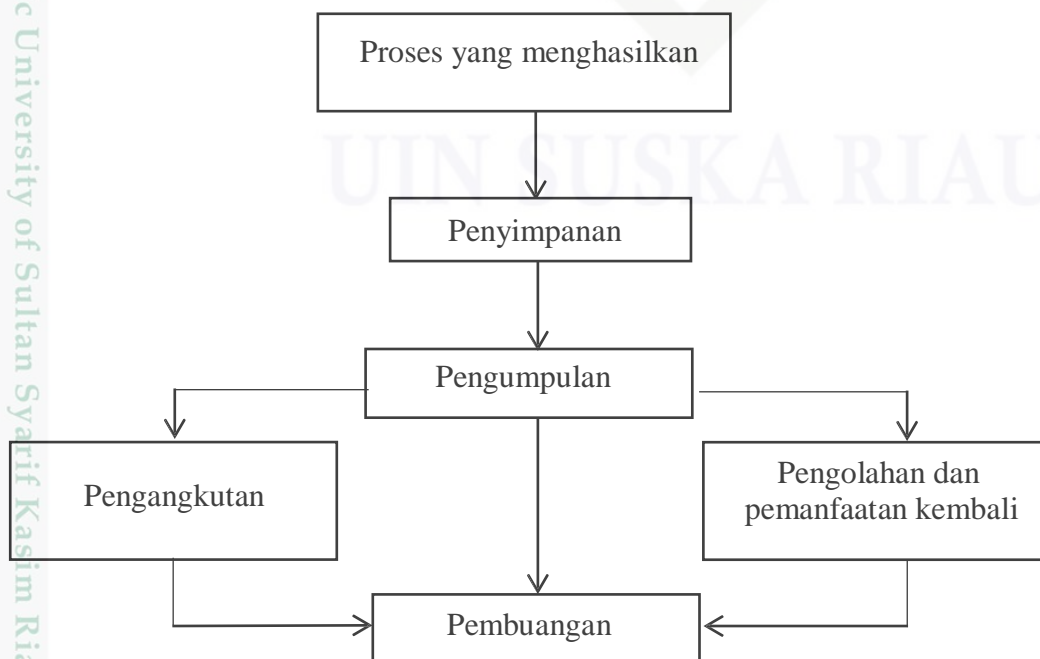 c University of Sultan Syarif Kasim Ria
UIN SUSKA RIAU
Proses yang menghasilkan
Penyimpanan
Pengumpulan
Pengangkutan
Pengolahan dan
pemanfaatan kembali
Pembuangan